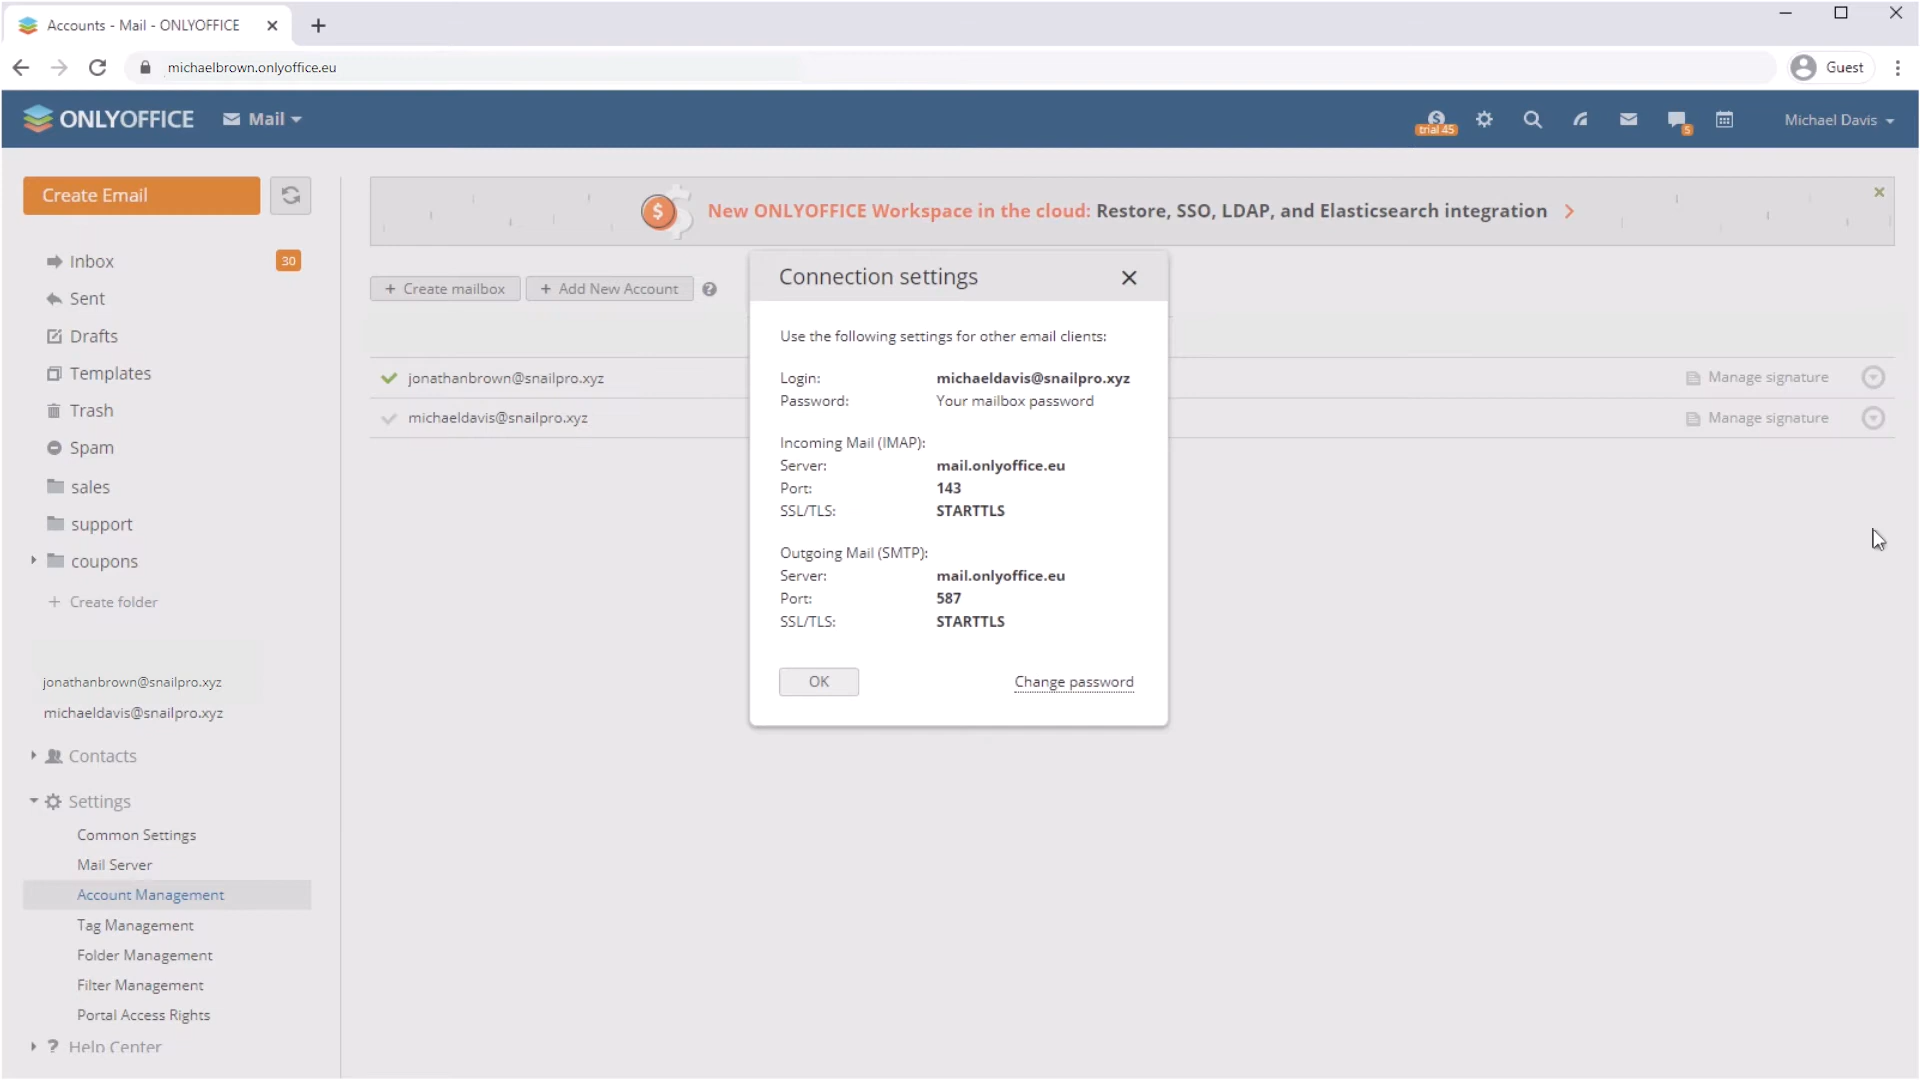 Accounts - Mail - ONLYOFFICE
michaelbrown.onlyoffice.eu
Guest
ONLYOFFICE
Mail
trial 45
5
Michael Davis
Create Email
New ONLYOFFICE Workspace in the cloud: Restore, SSO, LDAP, and Elasticsearch integration
Inbox
30
Sent
Drafts
Templates
Trash
Spam
sales
support
coupons
+ Create folder
jonathanbrown@snailpro.xyz
michaeldavis@snailpro.xyz
Contacts
Settings
Common Settings
Mail Server
Account Management
Tag Management
Folder Management
Filter Management
Portal Access Rights
? Help Center
+ Create mailbox
+ Add New Account
?
jonathanbrown@snailpro.xyz
Manage signature
michaeldavis@snailpro.xyz
Manage signature
Connection settings
Use the following settings for other email clients:
Login: michaeldavis@snailpro.xyz
Password: Your mailbox password
Incoming Mail (IMAP):
Server: mail.onlyoffice.eu
Port: 143
SSL/TLS: STARTTLS
Outgoing Mail (SMTP):
Server: mail.onlyoffice.eu
Port: 587
SSL/TLS: STARTTLS
OK
Change password